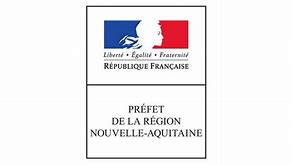 Liberté • Égalité • Fraternité
RÉPUBLIQUE FRANÇAISE
PRÉFET
DE LA RÉGION
NOUVELLE-AQUITAINE